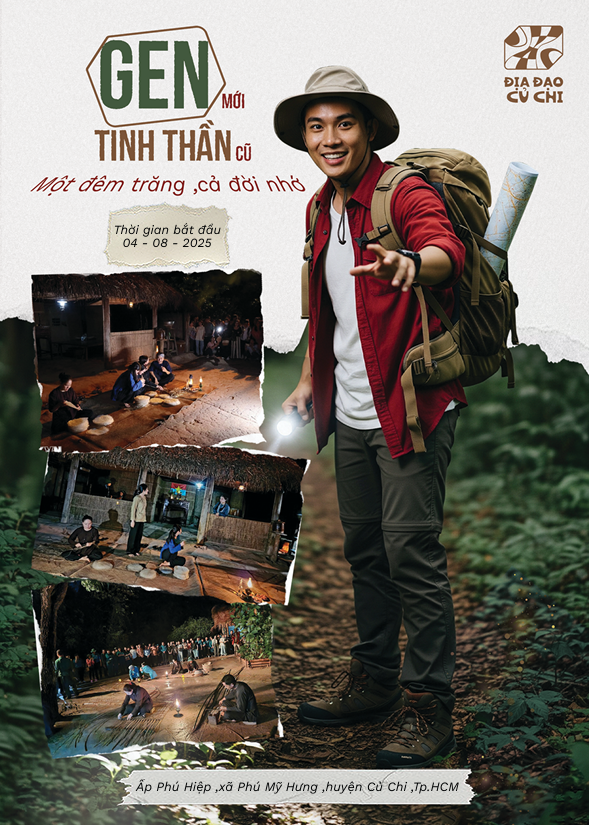 GEN MỚI
TINH THẦN CŨ
Một đêm trăng ,cả đời nhớ
Thời gian bắt đầu
04 - 08 - 2025
ĐỊA ĐẠO
CỦ CHI
Ấp Phú Hiệp ,xã Phú Mỹ Hưng ,huyện Củ Chi ,Tp.HCM